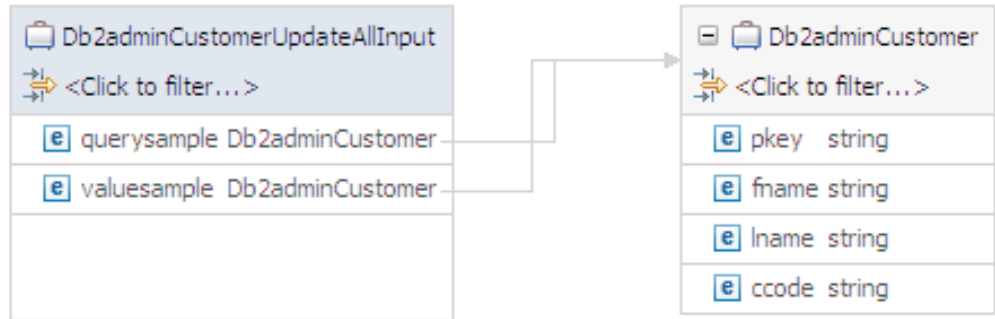 Db2adminCustomerUpdateAllInput
<Click to filter...>
e querysample Db2adminCustomer
e valuesample Db2adminCustomer
Db2adminCustomer
<Click to filter...>
e pkey string
e fname string
e lname string
e ccode string